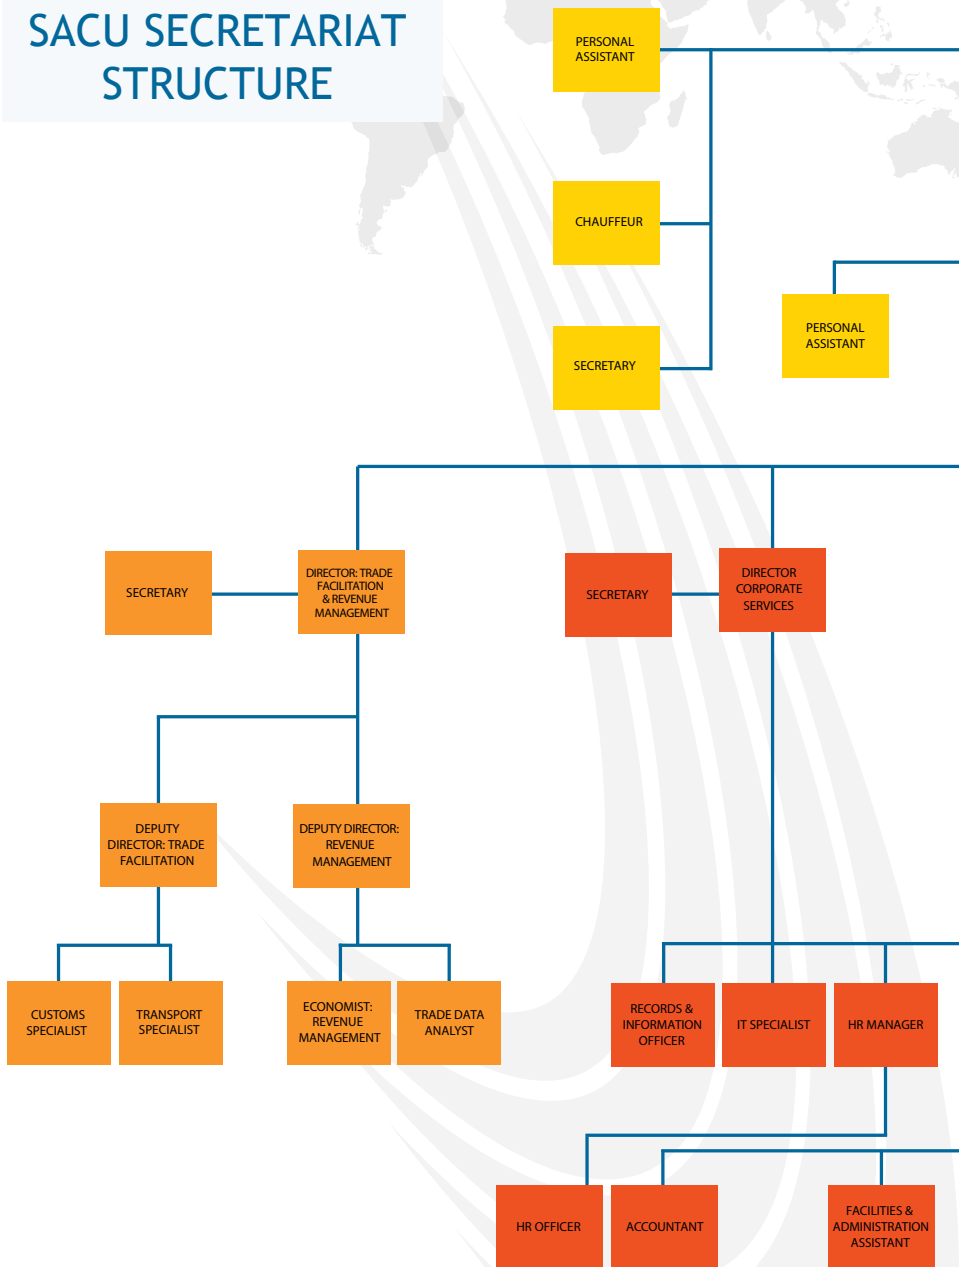 SACU SECRETARIAT
STRUCTURE
PERSONAL
ASSISTANT
CHAUFFEUR
PERSONAL
ASSISTANT
SECRETARY
SECRETARY
DIRECTOR: TRADE
FACILITATION
& REVENUE
MANAGEMENT
SECRETARY
DIRECTOR
CORPORATE
SERVICES
DEPUTY
DIRECTOR: TRADE
FACILITATION
DEPUTY DIRECTOR:
REVENUE
MANAGEMENT
CUSTOMS
SPECIALIST
TRANSPORT
SPECIALIST
ECONOMIST:
REVENUE
MANAGEMENT
TRADE DATA
ANALYST
RECORDS &
INFORMATION
OFFICER
IT SPECIALIST
HR MANAGER
HR OFFICER
ACCOUNTANT
FACILITIES &
ADMINISTRATION
ASSISTANT